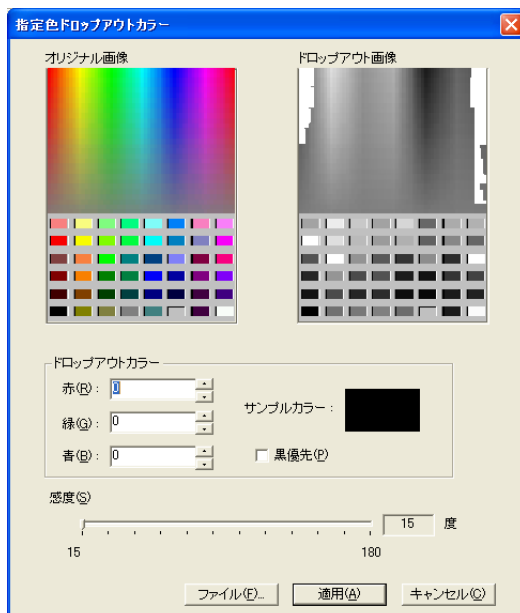 指定色ドロップアウトカラー
オリジナル画像
ドロップアウト画像
ドロップアウトカラー
赤(R): 0
緑(G): 0
青(B): 0
サンプルカラー:
黒優先(P)
感度(S)
15 度
15 180
ファイル(F)... 適用(A) キャンセル(C)